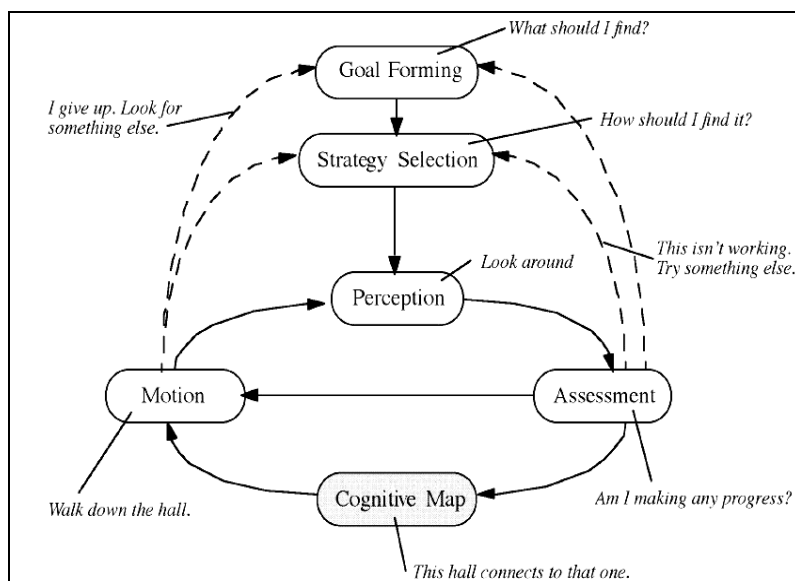 What should I find?
Goal Forming
I give up. Look for
something else.
How should I find it?
Strategy Selection
This isn't working.
Try something else.
Look around
Perception
Motion
Assessment
Walk down the hall.
Cognitive Map
Am I making any progress?
This hall connects to that one.